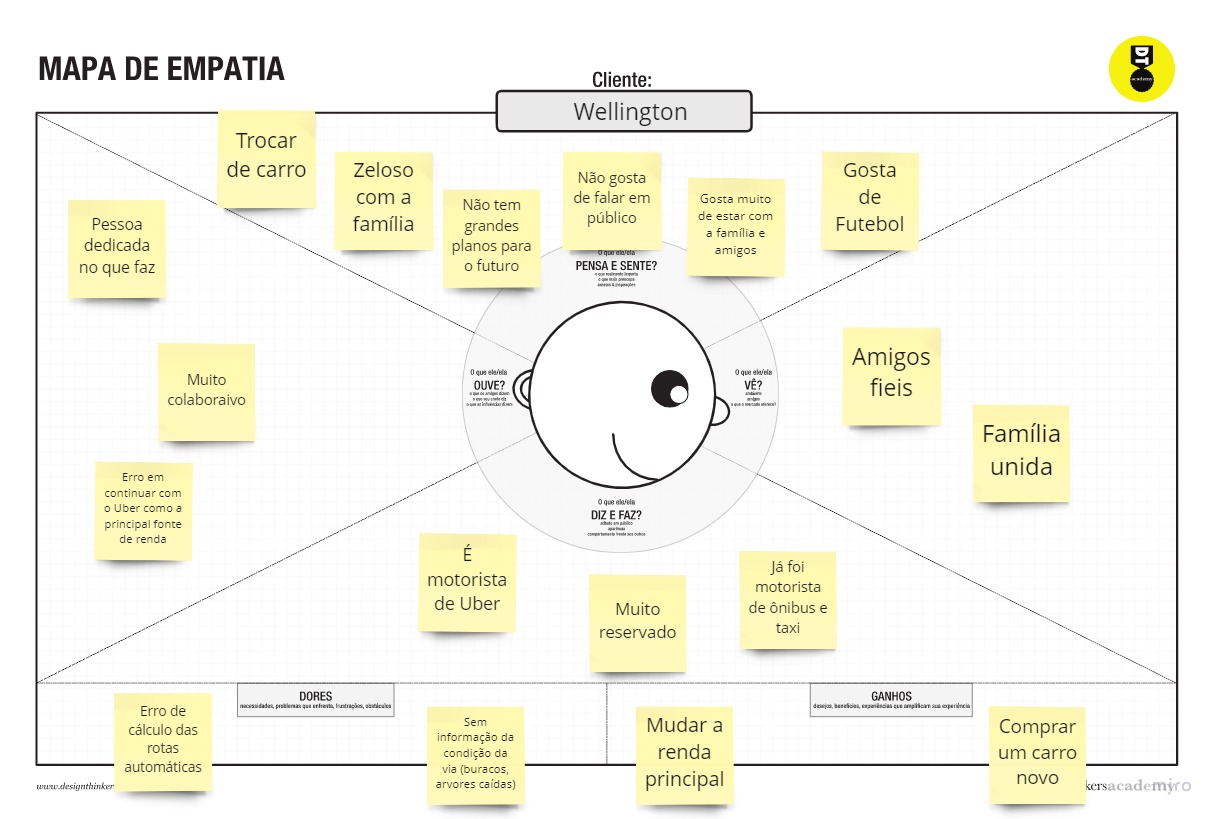 MAPA DE EMPATIA
DT
academy
Cliente:
Wellington
Trocar
de carro
Zeloso
com a
família
Não tem
grandes
planos para
o futuro
Não gosta
de falar em
público
Gosta muito
de estar com
a família e
amigos
Gosta
de
Futebol
Pessoa
dedicada
no que faz
Muito
colaboraivo
Erro em
continuar com
o Uber como a
principal fonte
de renda
O que ele/ela
PENSA E SENTE?
o que realmente importa
o que mais preocupa
anseios & aspirações
O que ele/ela
OUVE?
o que os amigos dizem
o que seu chefe diz
o que as influências dizem
O que ele/ela
VÊ?
ambiente
amigos
o que o mercado oferece?
O que ele/ela
DIZ E FAZ?
atitude em público
aparência
comportamento frente aos outros
Amigos
fieis
Família
unida
É
motorista
de Uber
Muito
reservado
Já foi
motorista
de ônibus e
taxi
DORES
necessidades, problemas que enfrenta, frustrações, obstáculos
Erro de
cálculo das
rotas
automáticas
Sem
informação da
condição da
via (buracos,
arvores caídas)
GANHOS
desejos, benefícios, experiências que amplificam sua experiência
Mudar a
renda
principal
Comprar
um carro
novo
www.designthinker
kersacademy
miro